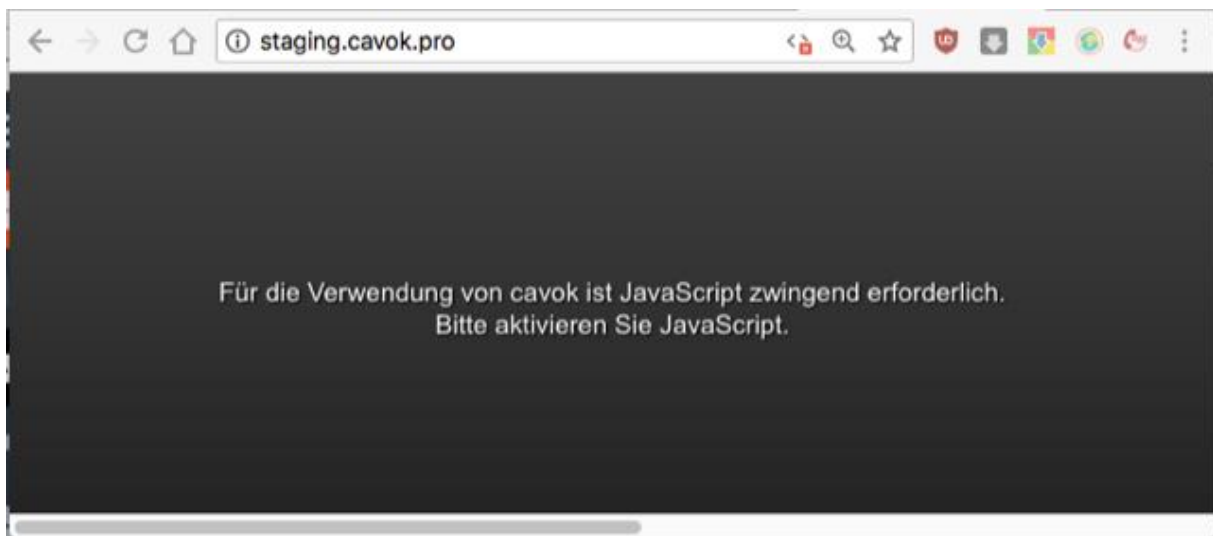 staging.cavok.pro
Für die Verwendung von cavok ist JavaScript zwingend erforderlich.
Bitte aktivieren Sie JavaScript.